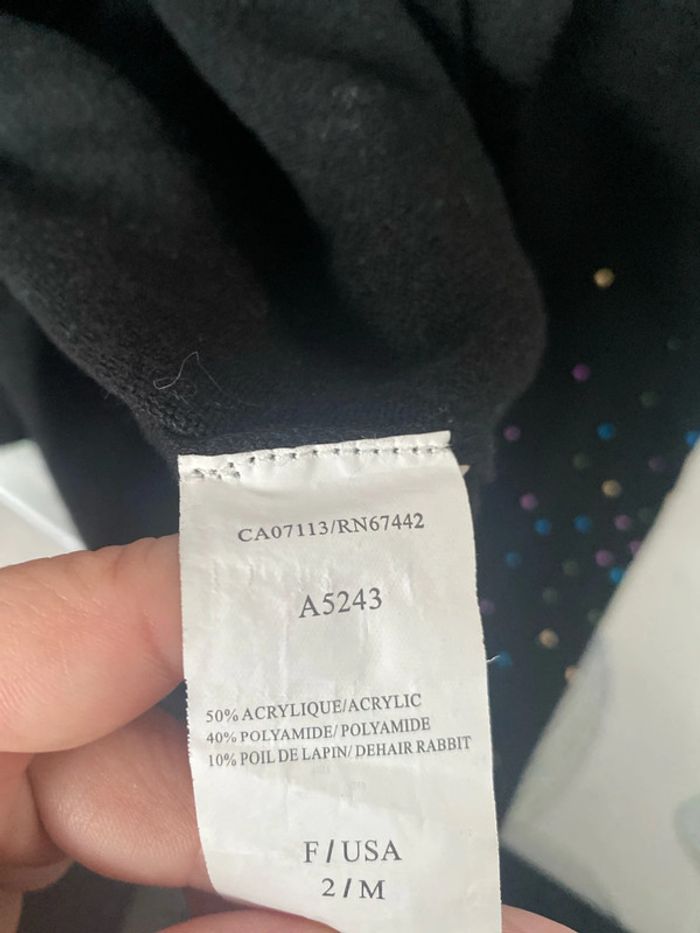 CA07113/RN67442
A5243
50% ACRYLIQUE/ACRYLIC
40% POLYAMIDE/ POLYAMIDE
10% POIL DE LAPIN/ DEHAIR RABBIT
F/USA
2/M